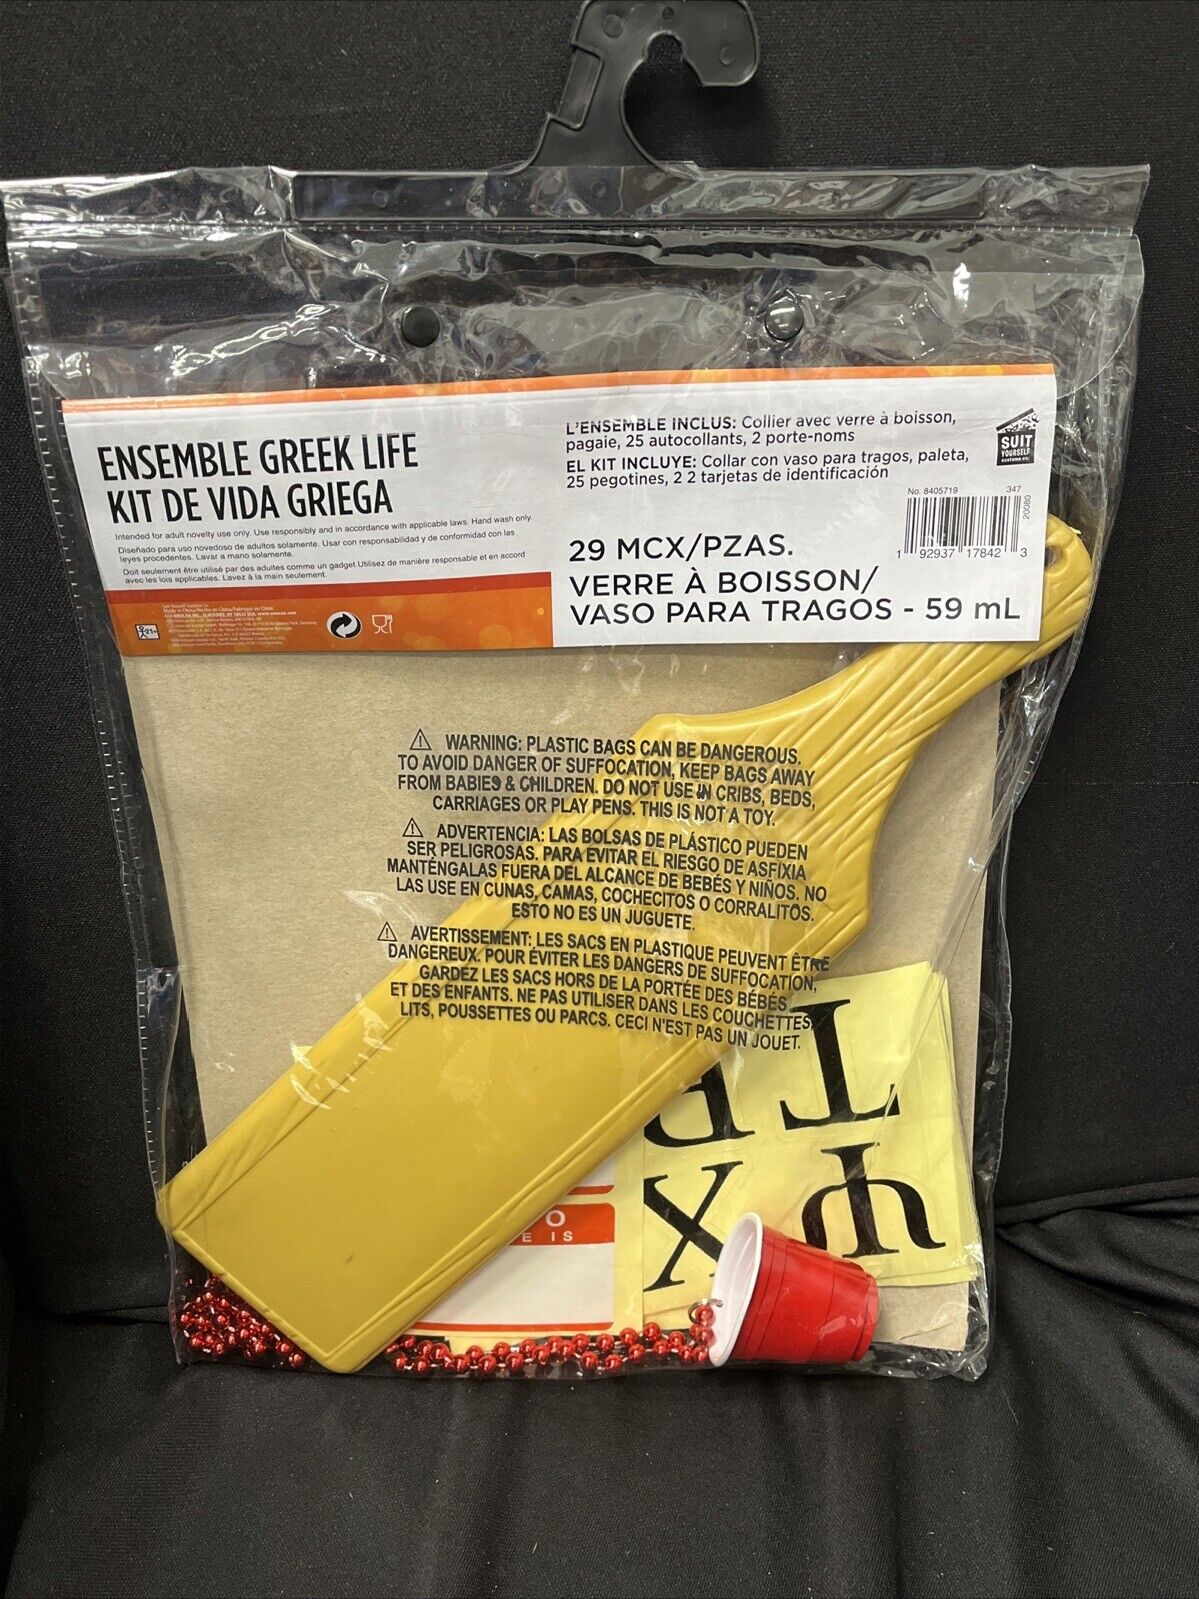 ENSEMBLE GREEK LIFE
KIT DE VIDA GRIEGA
Intended for adult novelty use only. Use responsibly and in accordance with applicable laws. Hand wash only.
Diseñado para uso novedoso de adultos solamente. Usar con responsabilidad y de conformidad con las
leyes procedentes. Lavar a mano solamente.
Doit seulement être utilisé par des adultes comme un gadget.Utilisez de manière responsable et en accord
avec les lois applicables. Lavez à la main seulement.
21+
L'ENSEMBLE INCLUS: Collier avec verre à boisson,
pagaie, 25 autocollants, 2 porte-noms
EL KIT INCLUYE: Collar con vaso para tragos, paleta,
25 pegotines, 2 2 tarjetas de identificación
SUIT
YOURSELF
COSTUME CO.
No. 8405719
347
20080
1 92937 17842 3
29 MCX/PZAS.
VERRE À BOISSON/
VASO PARA TRAGOS - 59 mL
WARNING: PLASTIC BAGS CAN BE DANGEROUS.
TO AVOID DANGER OF SUFFOCATION, KEEP BAGS AWAY
FROM BABIES & CHILDREN. DO NOT USE IN CRIBS, BEDS,
CARRIAGES OR PLAY PENS. THIS IS NOT A TOY.
ADVERTENCIA: LAS BOLSAS DE PLÁSTICO PUEDEN
SER PELIGROSAS. PARA EVITAR EL RIESGO DE ASFIXIA
MANTÉNGALAS FUERA DEL ALCANCE DE BEBÉS Y NIÑOS. NO
LAS USE EN CUNAS, CAMAS, COCHECITOS O CORRALITOS.
ESTO NO ES UN JUGUETE.
AVERTISSEMENT: LES SACS EN PLASTIQUE PEUVENT ÊTRE
DANGEREUX. POUR ÉVITER LES DANGERS DE SUFFOCATION,
GARDEZ LES SACS HORS DE LA PORTÉE DES BÉBÉS
ET DES ENFANTS. NE PAS UTILISER DANS LES COUCHETTES,
LITS, POUSSETTES OU PARCS. CECI N'EST PAS UN JOUET.
O
E IS